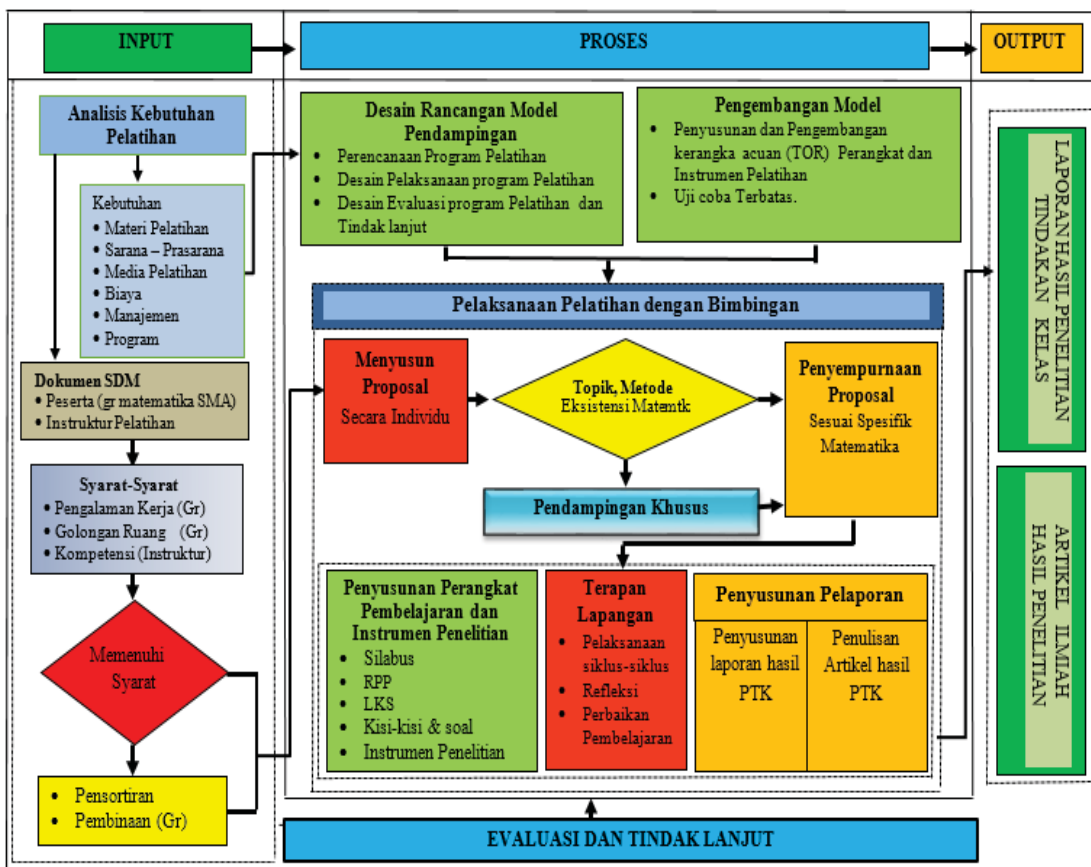 INPUT
PROSES
OUTPUT
Analisis Kebutuhan
Pelatihan
Kebutuhan
• Materi Pelatihan
• Sarana – Prasarana
• Media Pelatihan
• Biaya
• Manajemen
• Program
Dokumen SDM
• Peserta (gr matematika SMA)
• Instruktur Pelatihan
Syarat-Syarat
• Pengalaman Kerja (Gr)
• Golongan Ruang (Gr)
• Kompetensi (Instruktur)
Memenuhi
Syarat
• Pensortiran
• Pembinaan (Gr)
Desain Rancangan Model
Pendampingan
• Perencanaan Program Pelatihan
• Desain Pelaksanaan program Pelatihan
• Desain Evaluasi program Pelatihan dan
Tindak lanjut
Pengembangan Model
• Penyusunan dan Pengembangan
kerangka acuan (TOR) Perangkat dan
Instrumen Pelatihan
• Uji coba Terbatas.
Pelaksanaan Pelatihan dengan Bimbingan
Menyusun
Proposal
Secara Individu
Topik, Metode
Eksistensi Matemtk
Penyempurnaan
Proposal
Sesuai Spesifik
Matematika
Pendampingan Khusus
Penyusunan Perangkat
Pembelajaran dan
Instrumen Penelitian
• Silabus
• RPP
• LKS
• Kisi-kisi & soal
• Instrumen Penelitian
Terapan
Lapangan
• Pelaksanaan
siklus-siklus
• Refleksi
• Perbaikan
Pembelajaran
Penyusunan Pelaporan
Penyusunan
laporan hasil
PTK
Penulisan
Artikel hasil
PTK
EVALUASI DAN TINDAK LANJUT
LAPORAN HASIL PENELITIAN
TINDAKAN KELAS
ARTIKEL ILMIAH
HASIL PENELITIAN